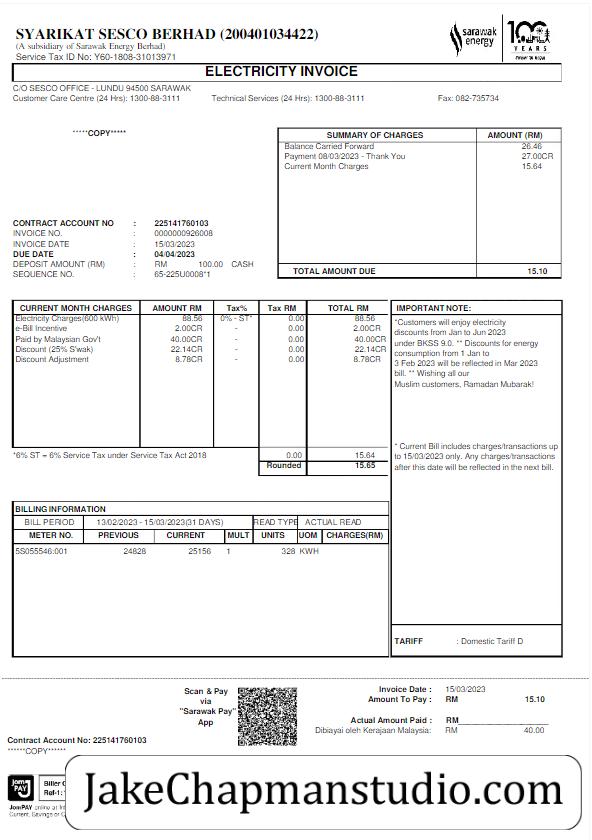 SYARIKAT SESCO BERHAD (200401034422)
(A subsidiary of Sarawak Energy Berhad)
Service Tax ID No: Y60-1808-31013971
sarawak energy
100 YEARS
ELECTRICITY INVOICE
C/O SESCO OFFICE - LUNDU 94500 SARAWAK
Customer Care Centre (24 Hrs): 1300-88-3111 Technical Services (24 Hrs): 1300-88-3111 Fax: 082-735734
*****COPY*****
SUMMARY OF CHARGES AMOUNT (RM)
Balance Carried Forward 26.46
Payment 08/03/2023 - Thank You 27.00CR
Current Month Charges 15.64
TOTAL AMOUNT DUE 15.10
CONTRACT ACCOUNT NO : 225141760103
INVOICE NO. : 0000000926008
INVOICE DATE : 15/03/2023
DUE DATE : 04/04/2023
DEPOSIT AMOUNT (RM) : RM 100.00 CASH
SEQUENCE NO. : 65-225U0008*1
CURRENT MONTH CHARGES AMOUNT RM Tax% Tax RM TOTAL RM
Electricity Charges(600 kWh) 88.56 0% - ST* 0.00 88.56
e-Bill Incentive 2.00CR - 0.00 2.00CR
Paid by Malaysian Gov't 40.00CR - 0.00 40.00CR
Discount (25% S'wak) 22.14CR - 0.00 22.14CR
Discount Adjustment 8.78CR - 0.00 8.78CR
*6% ST = 6% Service Tax under Service Tax Act 2018 0.00 15.64
Rounded 15.65
IMPORTANT NOTE:
*Customers will enjoy electricity
discounts from Jan to Jun 2023
under BKSS 9.0. ** Discounts for energy
consumption from 1 Jan to
3 Feb 2023 will be reflected in Mar 2023
bill. ** Wishing all our
Muslim customers, Ramadan Mubarak!
* Current Bill includes charges/transactions up
to 15/03/2023 only. Any charges/transactions
after this date will be reflected in the next bill.
BILLING INFORMATION
BILL PERIOD 13/02/2023 - 15/03/2023(31 DAYS) READ TYPE ACTUAL READ
METER NO. PREVIOUS CURRENT MULT UNITS UOM CHARGES(RM)
5S055546:001 24828 25156 1 328 KWH
TARIFF : Domestic Tariff D
Scan & Pay
via
"Sarawak Pay"
App
Invoice Date : 15/03/2023
Amount To Pay : RM 15.10
Actual Amount Paid : RM
Dibiayai oleh Kerajaan Malaysia: RM 40.00
Contract Account No: 225141760103
******COPY******
Jom PAY
Biller C
Ref-1:
JomPAY online at In
Current, Savings or C
JakeChapmanstudio.com